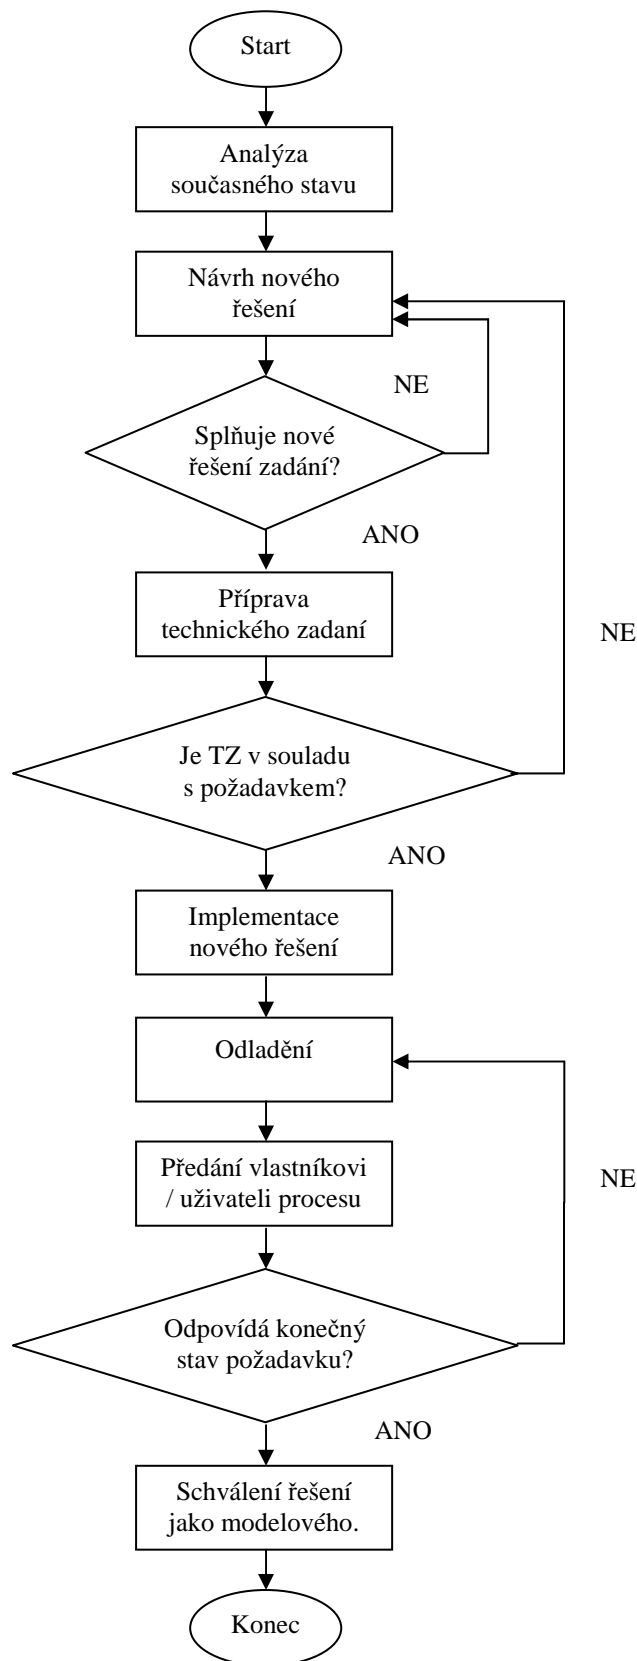 Start
Analýza
současného stavu
Návrh nového
řešení
NE
Splňuje nové
řešení zadání?
ANO
Příprava
technického zadaní
NE
Je TZ v souladu
s požadavkem?
ANO
Implementace
nového řešení
Odladění
Předání vlastníkovi
/ uživateli procesu
NE
Odpovídá konečný
stav požadavku?
ANO
Schválení řešení
jako modelového.
Konec